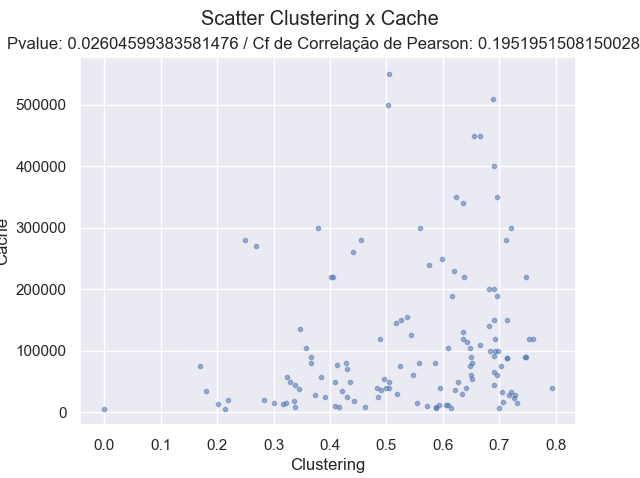 Scatter Clustering x Cache
Pvalue: 0.02604599383581476 / Cf de Correlação de Pearson: 0.1951951508150028
500000
400000
300000
200000
100000
0
Cache
0.0 0.1 0.2 0.3 0.4 0.5 0.6 0.7 0.8
Clustering